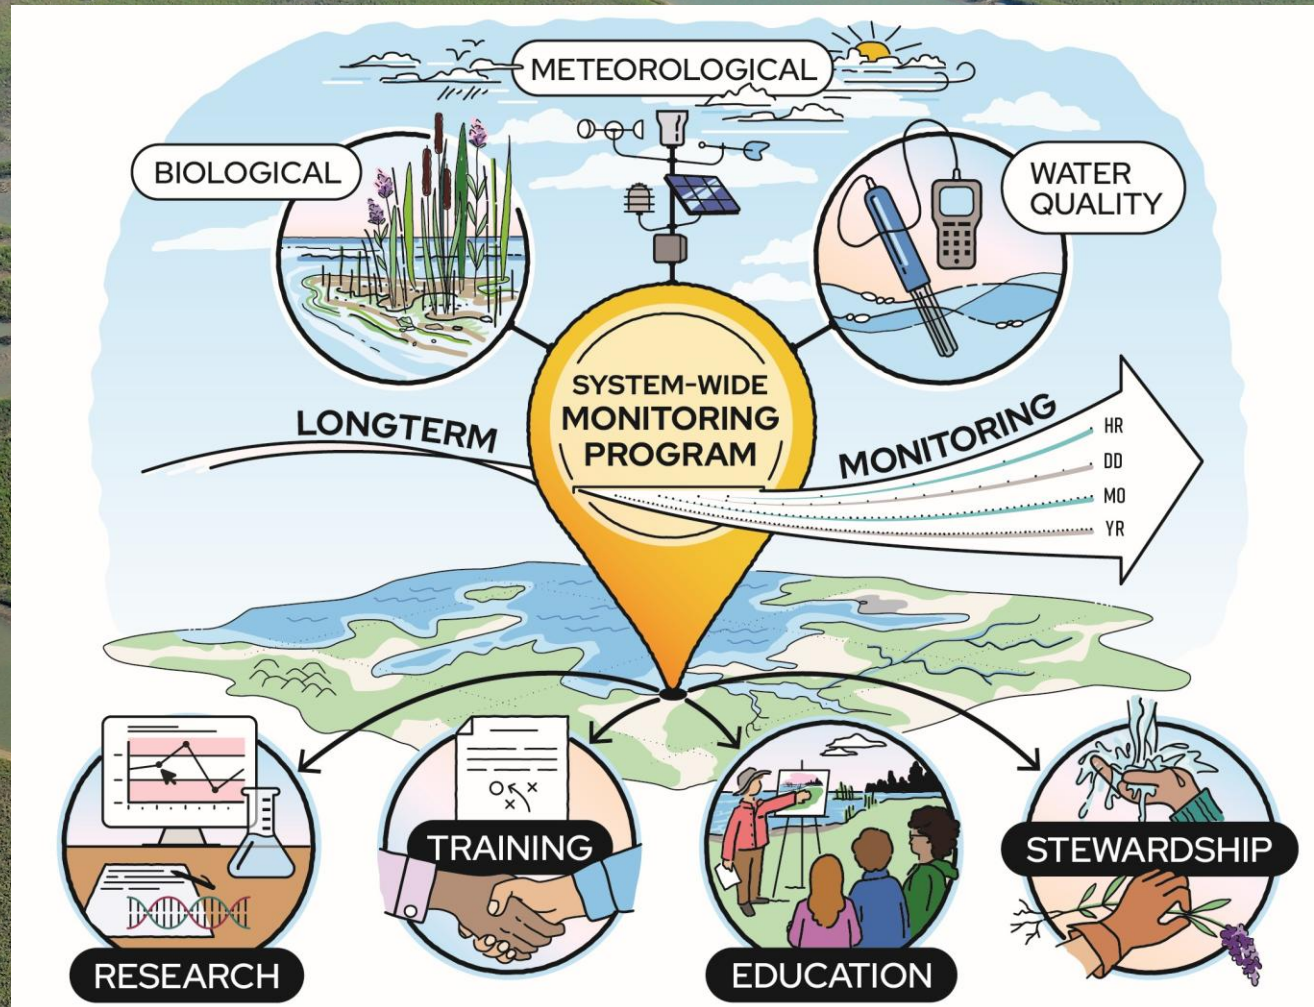 METEOROLOGICAL
BIOLOGICAL
WATER
QUALITY
SYSTEM-WIDE
MONITORING
PROGRAM
LONGTERM
MONITORING
HR
DD
MO
YR
TRAINING
STEWARDSHIP
RESEARCH
EDUCATION